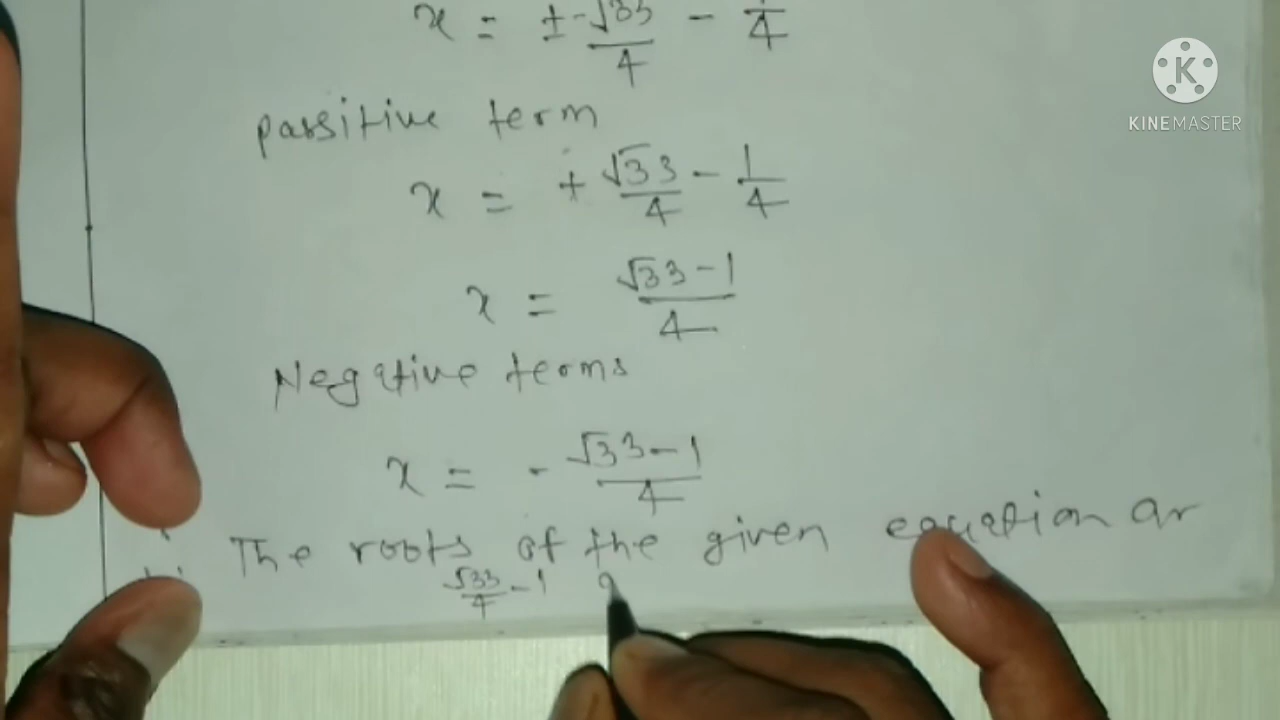 x = ± √33/4 - 1/4
KINEMASTER
passitive term
x = + √33/4 - 1/4
x = √33-1/4
Negative terms
x = - √33-1/4
The roots of the given equation ar
√33/4 - 1